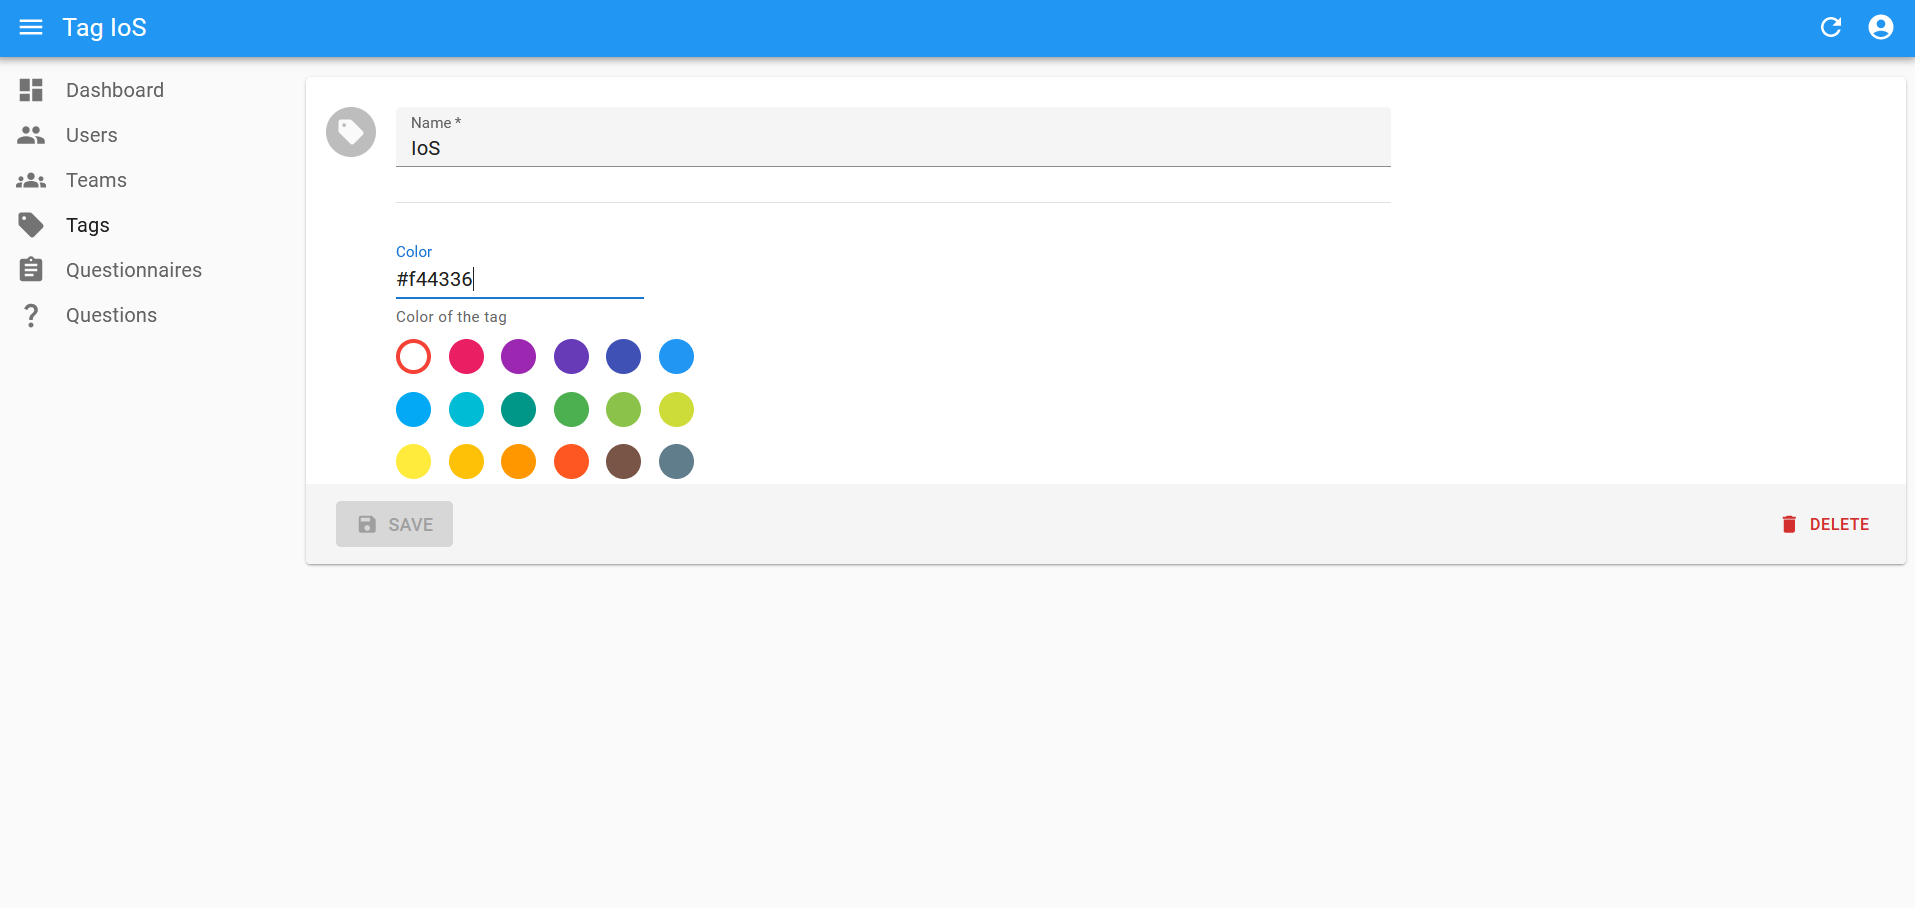 Tag IoS
Dashboard
Users
Teams
Tags
Questionnaires
Questions
Name *
IoS
Color
#f44336
Color of the tag
SAVE
DELETE